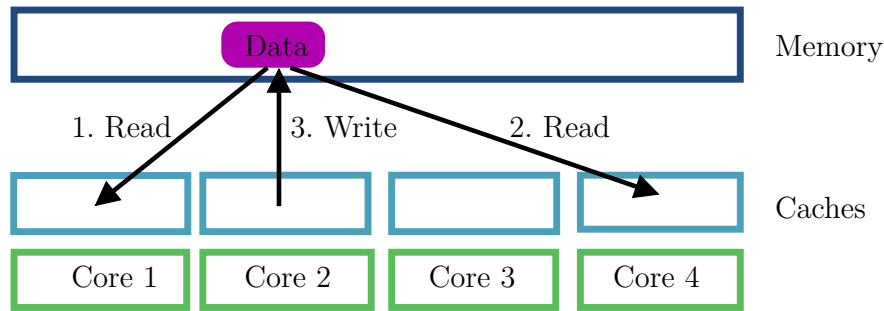 Data
Memory
1. Read
3. Write
2. Read
Caches
Core 1
Core 2
Core 3
Core 4